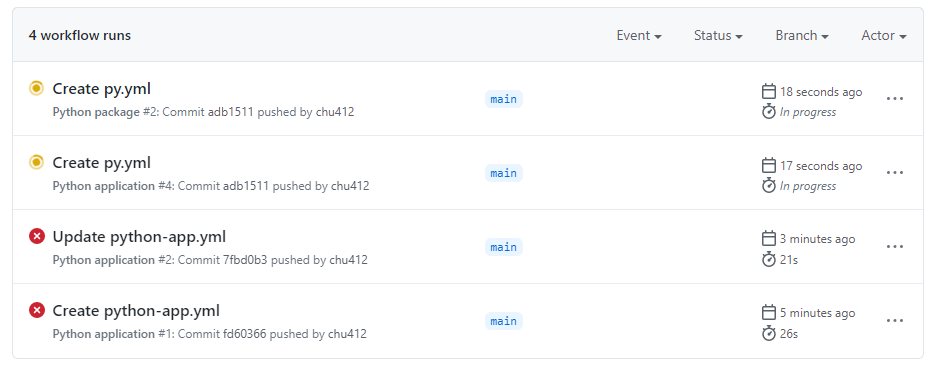 4 workflow runs
Event Status Branch Actor
Create py.yml
Python package #2: Commit adb1511 pushed by chu412
main
18 seconds ago
In progress
Create py.yml
Python application #4: Commit adb1511 pushed by chu412
main
17 seconds ago
In progress
Update python-app.yml
Python application #2: Commit 7fbd0b3 pushed by chu412
main
3 minutes ago
21s
Create python-app.yml
Python application #1: Commit fd60366 pushed by chu412
main
5 minutes ago
26s